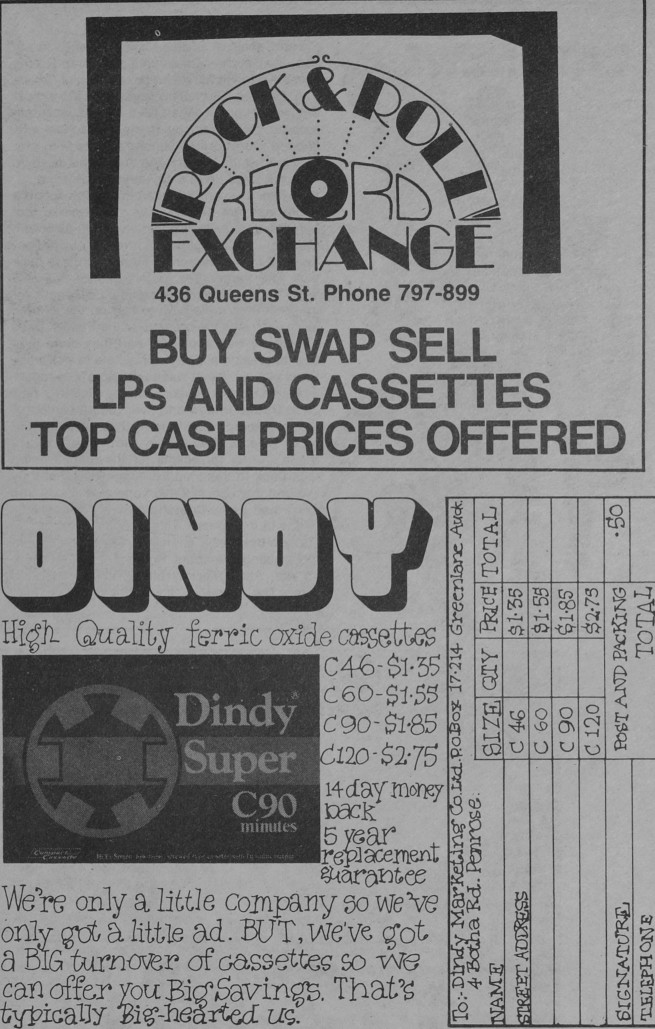 ROCK & ROLL
RECORD
EXCHANGE
436 Queens St. Phone 797-899
BUY SWAP SELL
LPs AND CASSETTES
TOP CASH PRICES OFFERED
DINDY
High Quality ferric oxide cassettes
Dindy
Super
C90
minutes
C46-$1·35
C60-$1·55
C90-$1·85
C120-$2·75
14 day money
back
5 year
replacement
guarantee
We're only a little company so we've
only got a little ad. BUT, we've got
a BIG turnover of cassettes so we
can offer you Big Savings. That's
typically Big-hearted us.
To:- Dindy Marketing Co. Ltd. P.O Box 17-214 Greenlane Auck
4 Botha Rd. Penrose.
SIZE QTY PRICE TOTAL
C 46 $1·35
C 60 $1·55
C 90 $1·85
C 120 $2·75
POST AND PACKING ·50
TOTAL
NAME
STREET ADDRESS
SIGNATURE
TELEPHONE